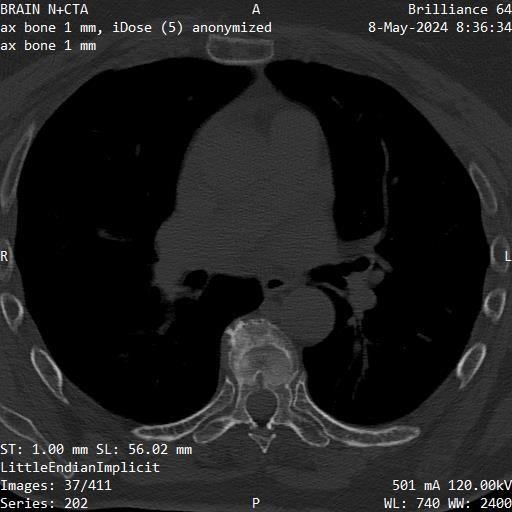 BRAIN N+CTA
A
Brilliance 64
ax bone 1 mm, iDose (5) anonymized
8-May-2024 8:36:34
ax bone 1 mm
R
L
ST: 1.00 mm SL: 56.02 mm
LittleEndianImplicit
Images: 37/411
501 mA 120.00kV
Series: 202
P
WL: 740 WW: 2400